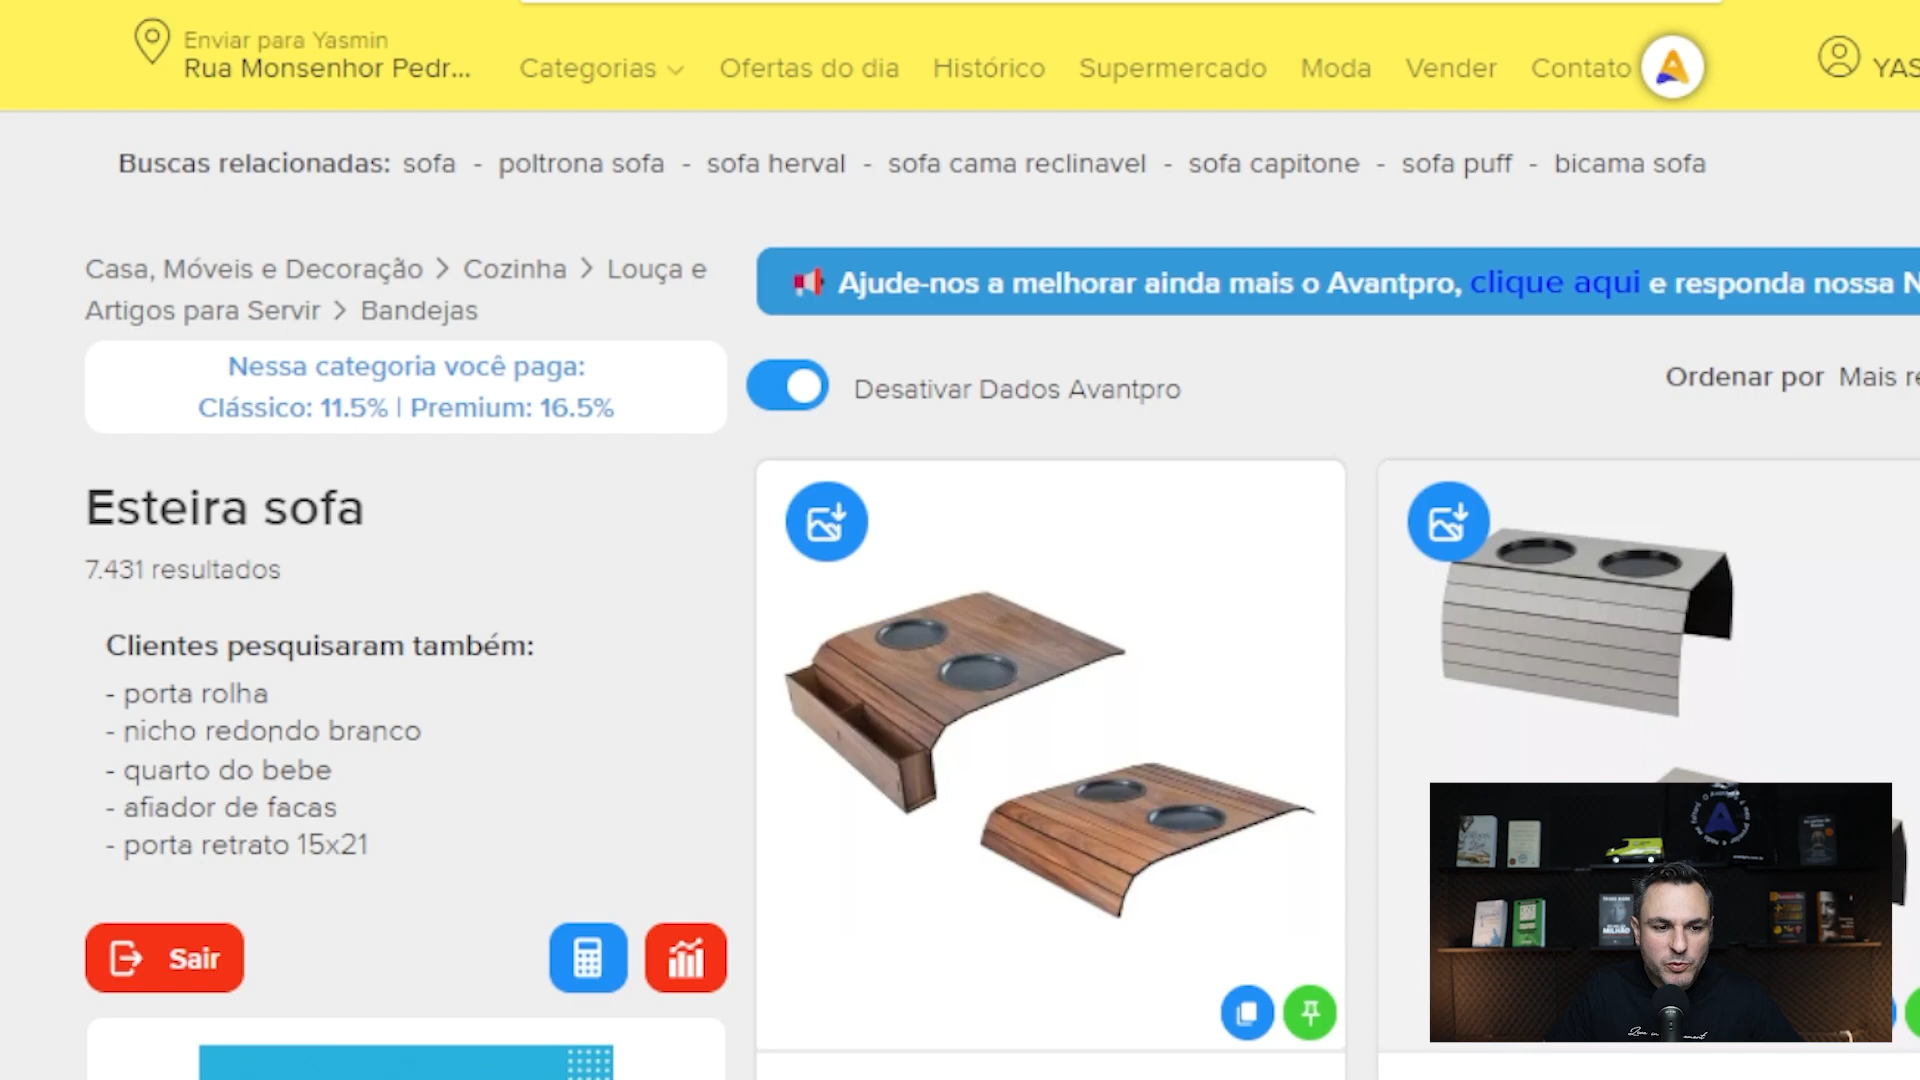 Enviar para Yasmin
Rua Monsenhor Pedr...
Categorias
Ofertas do dia
Histórico
Supermercado
Moda
Vender
Contato
YAS
Buscas relacionadas: sofa - poltrona sofa - sofa herval - sofa cama reclinavel - sofa capitone - sofa puff - bicama sofa
Casa, Móveis e Decoração > Cozinha > Louça e
Artigos para Servir > Bandejas
Nessa categoria você paga:
Clássico: 11.5% | Premium: 16.5%
Ajude-nos a melhorar ainda mais o Avantpro, clique aqui e responda nossa N
Desativar Dados Avantpro
Ordenar por Mais re
Esteira sofa
7.431 resultados
Clientes pesquisaram também:
- porta rolha
- nicho redondo branco
- quarto do bebe
- afiador de facas
- porta retrato 15x21
Sair